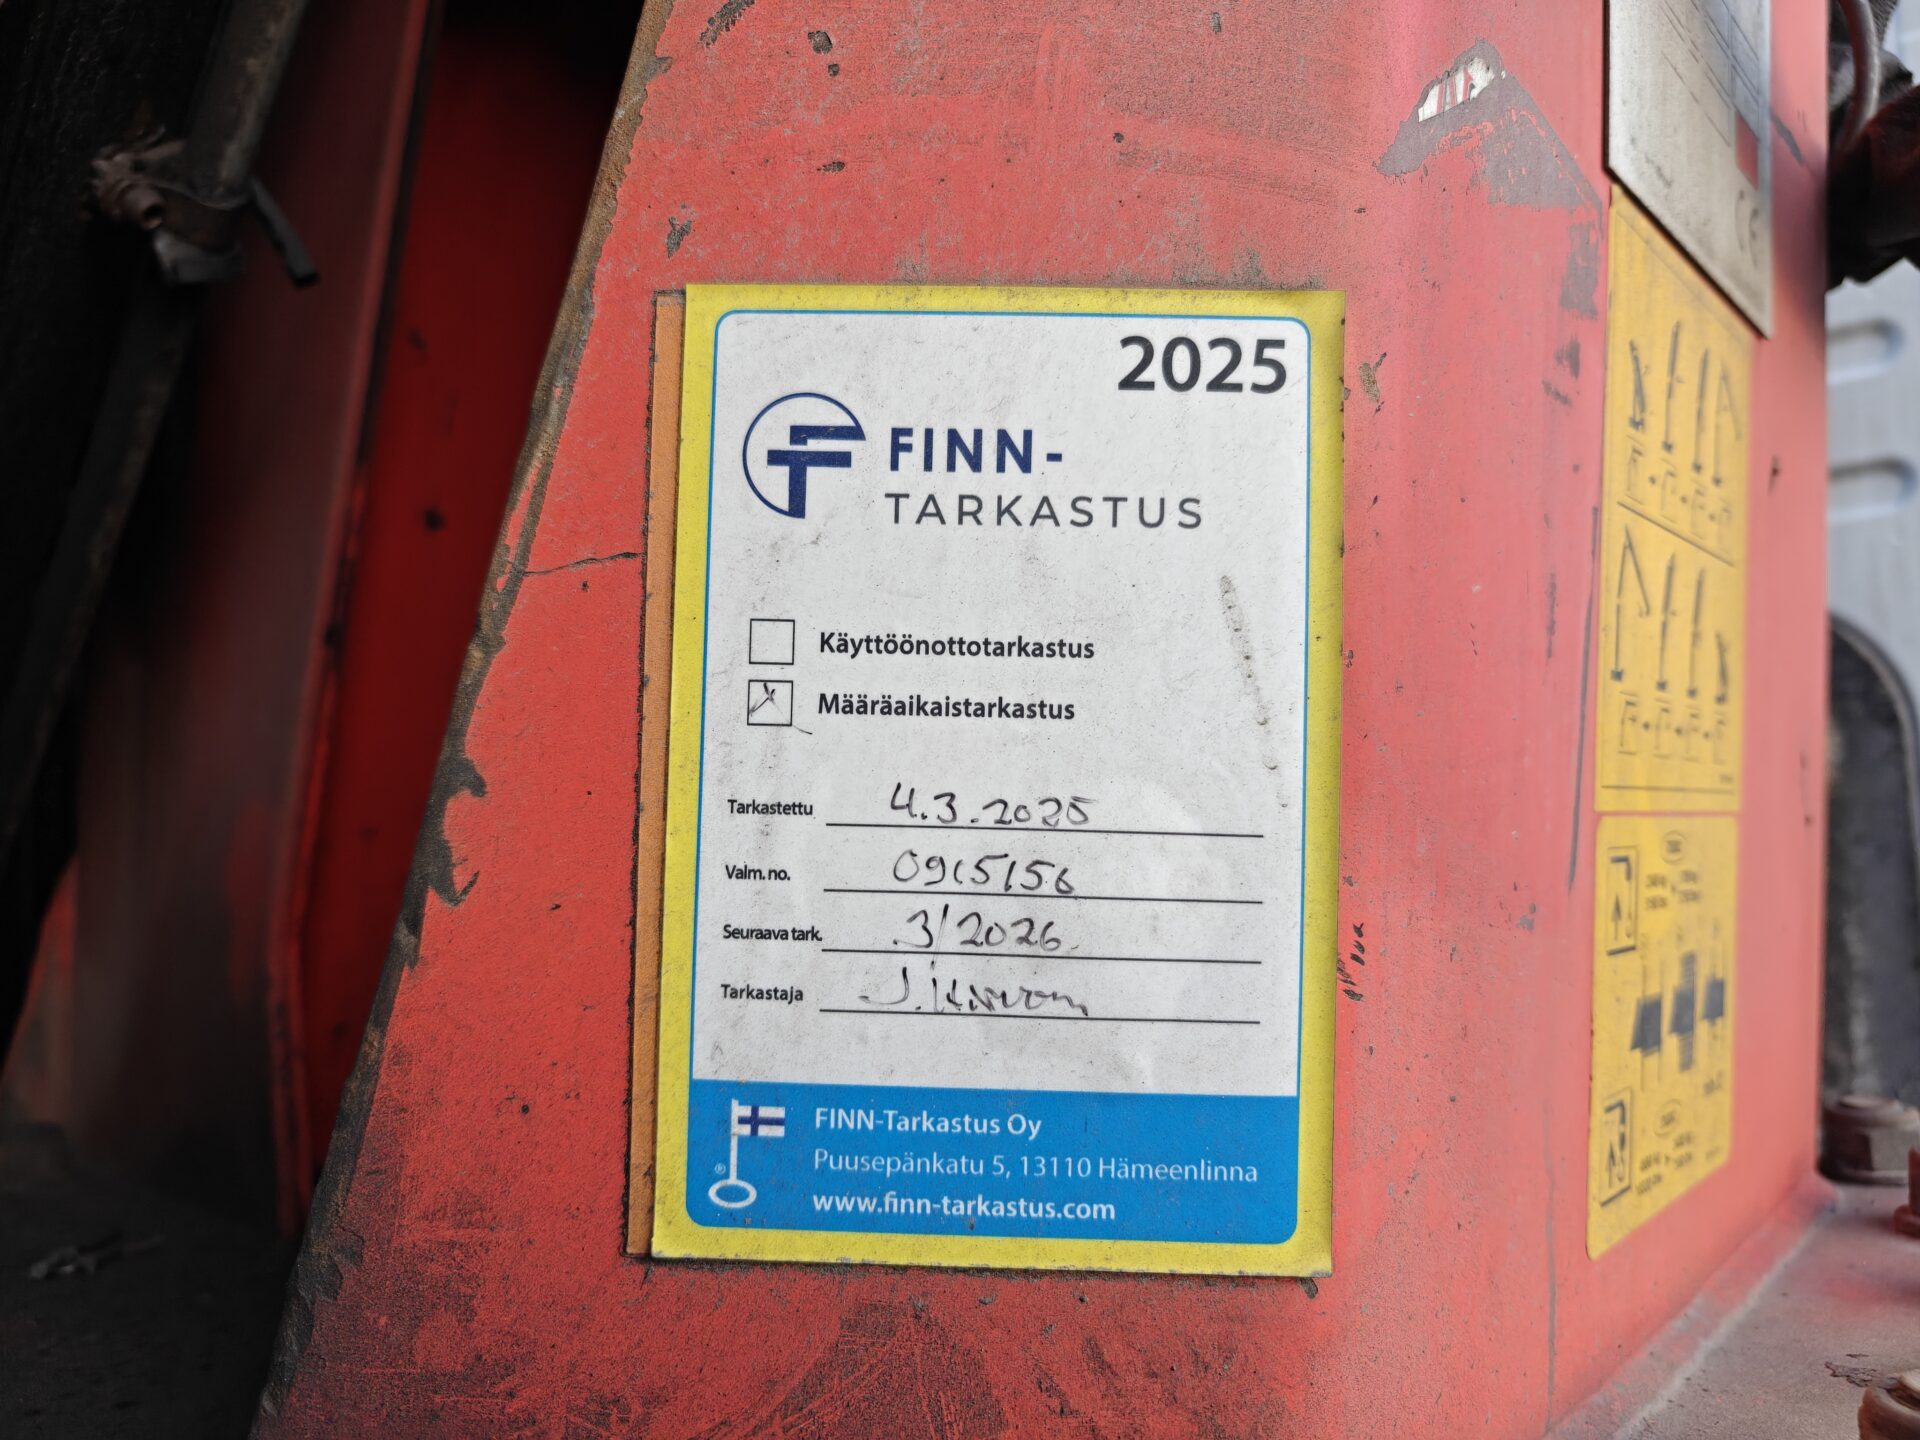 2025
FINN-
TARKASTUS
Käyttöönottotarkastus
Määräaikaistarkastus
Tarkastettu 4.3.2025
Valm. no. 0915156
Seuraava tark. 3/2026
Tarkastaja J.
FINN-Tarkastus Oy
Puusepänkatu 5, 13110 Hämeenlinna
www.finn-tarkastus.com
CE